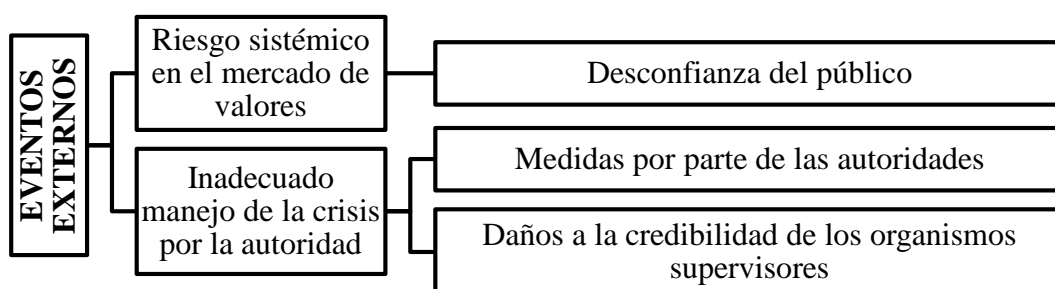 EVENTOS
EXTERNOS
Riesgo sistémico
en el mercado de
valores
Desconfianza del público
Inadecuado
manejo de la crisis
por la autoridad
Medidas por parte de las autoridades
Daños a la credibilidad de los organismos
supervisores